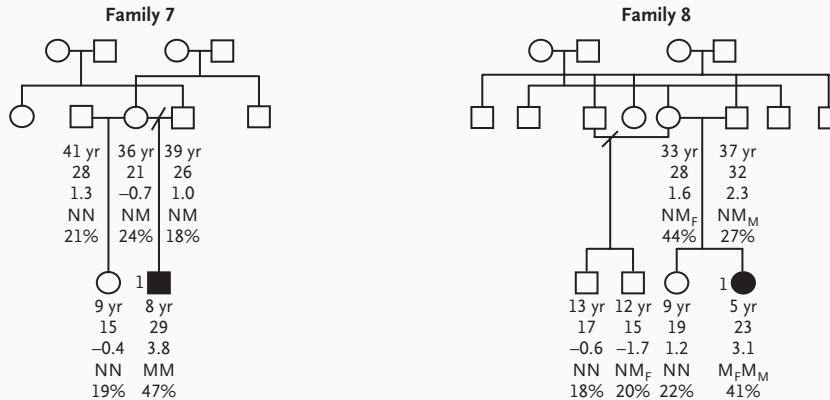 Family 7
Family 8
41 yr 36 yr 39 yr
28 21 26
1.3 −0.7 1.0
NN NM NM
21% 24% 18%
33 yr 37 yr
28 32
1.6 2.3
NMF NMM
44% 27%
1
9 yr 8 yr
15 29
−0.4 3.8
NN MM
19% 47%
1
13 yr 12 yr 9 yr 5 yr
17 15 19 23
−0.6 −1.7 1.2 3.1
NN NMF NN MFMM
18% 20% 22% 41%